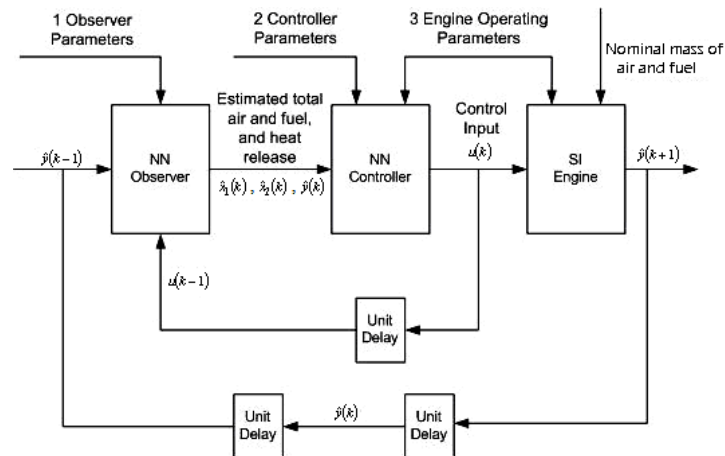 1 Observer
Parameters
2 Controller
Parameters
3 Engine Operating
Parameters
Nominal mass of
air and fuel
Estimated total
air and fuel,
and heat
release
Control
Input
u(k)
ŷ(k−1)
NN
Observer
x̂₁(k) , x̂₂(k) , ŷ(k)
NN
Controller
SI
Engine
ŷ(k+1)
u(k−1)
Unit
Delay
Unit
Delay
ŷ(k)
Unit
Delay